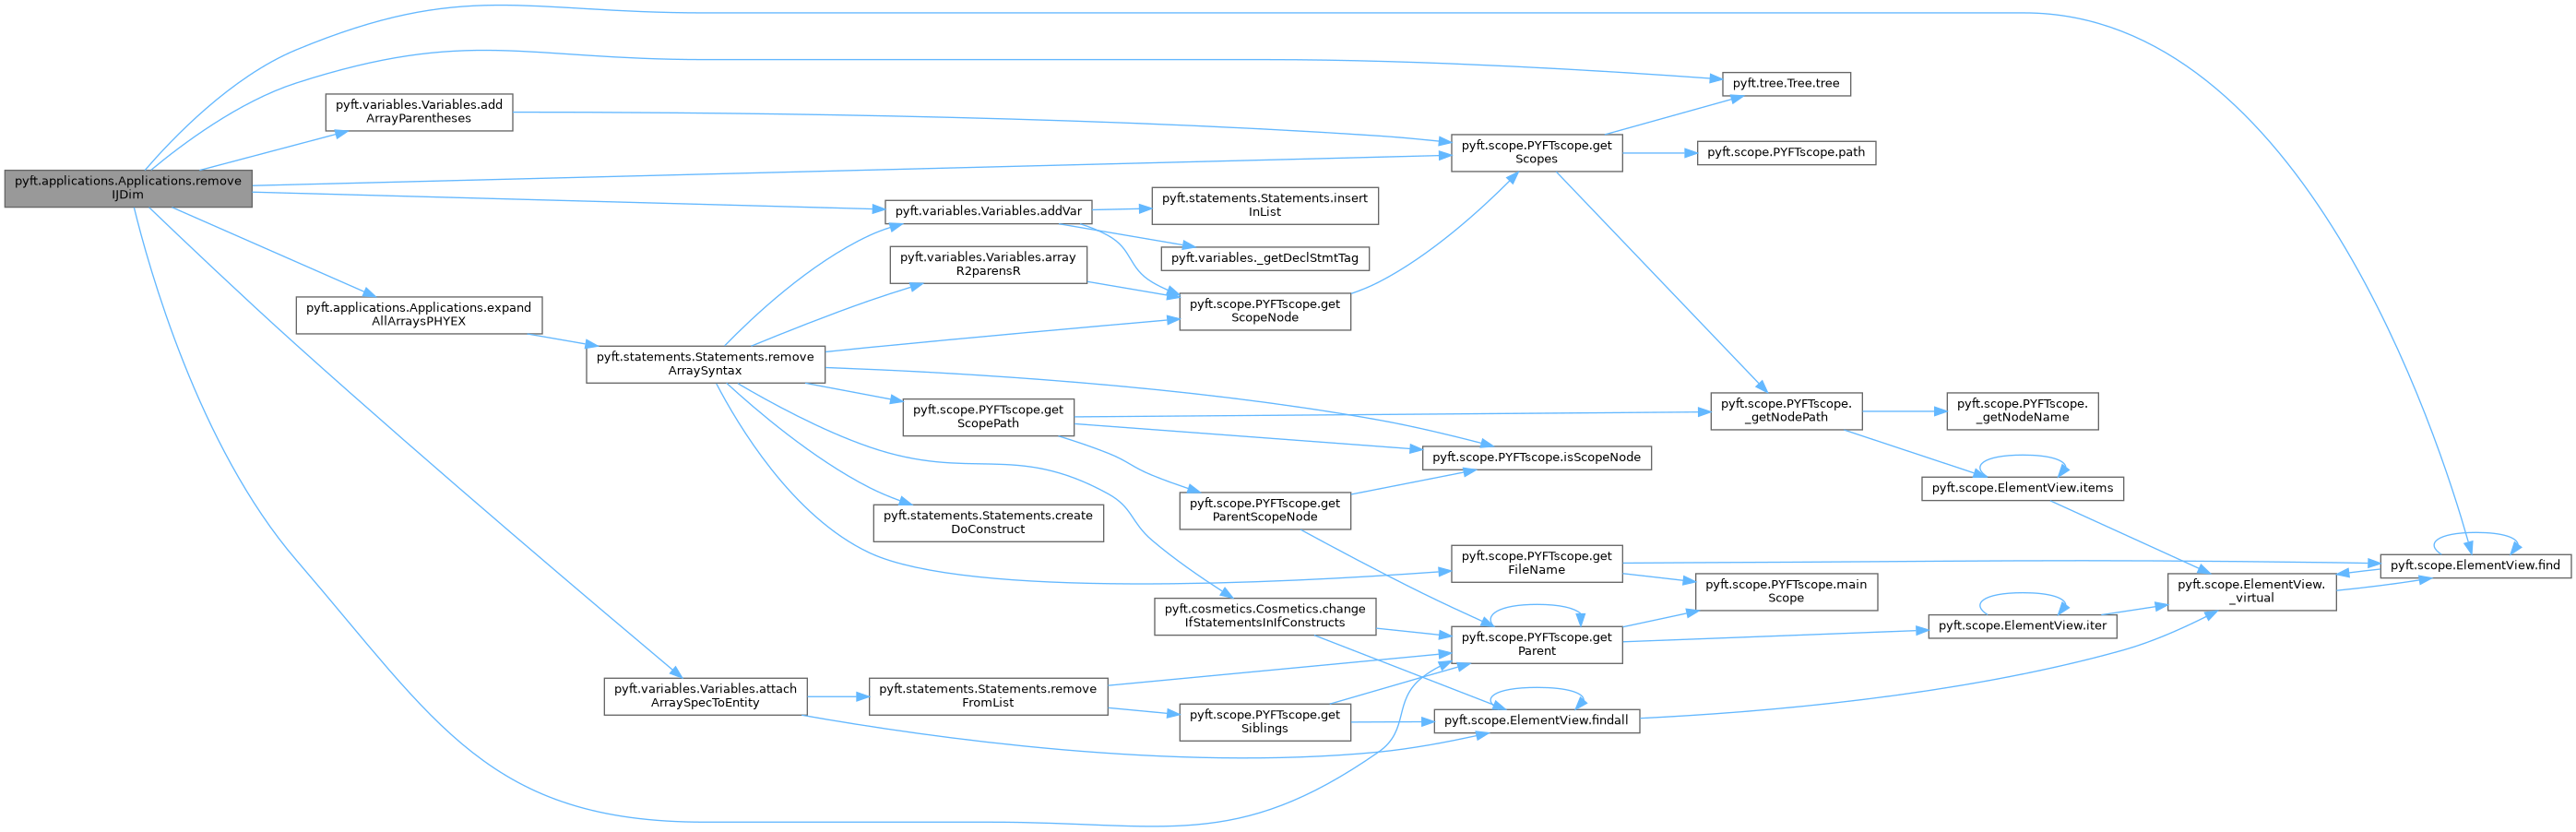 pyft.applications.Applications.remove
IJDim
pyft.variables.Variables.add
ArrayParentheses
pyft.applications.Applications.expand
AllArraysPHYEX
pyft.statements.Statements.remove
ArraySyntax
pyft.variables.Variables.attach
ArraySpecToEntity
pyft.variables.Variables.addVar
pyft.variables.Variables.array
R2parensR
pyft.scope.PYFTscope.get
ScopePath
pyft.statements.Statements.create
DoConstruct
pyft.statements.Statements.remove
FromList
pyft.statements.Statements.insert
InList
pyft.variables._getDeclStmtTag
pyft.scope.PYFTscope.get
ScopeNode
pyft.scope.PYFTscope.get
ParentScopeNode
pyft.cosmetics.Cosmetics.change
IfStatementsInIfConstructs
pyft.scope.PYFTscope.get
Siblings
pyft.scope.PYFTscope.get
Scopes
pyft.scope.PYFTscope.isScopeNode
pyft.scope.PYFTscope.get
FileName
pyft.scope.PYFTscope.get
Parent
pyft.scope.ElementView.findall
pyft.tree.Tree.tree
pyft.scope.PYFTscope.path
pyft.scope.PYFTscope.
_getNodePath
pyft.scope.PYFTscope.main
Scope
pyft.scope.PYFTscope.
_getNodeName
pyft.scope.ElementView.items
pyft.scope.ElementView.iter
pyft.scope.ElementView.
_virtual
pyft.scope.ElementView.find